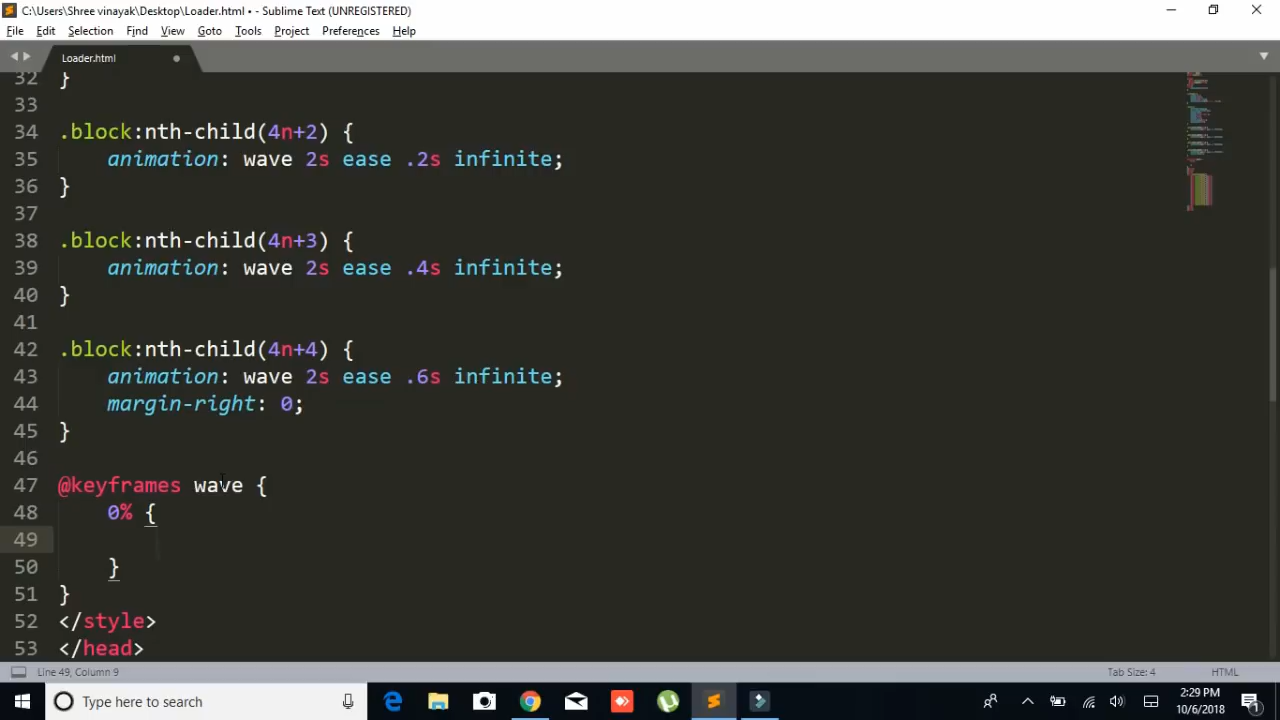 C:\Users\Shree vinayak\Desktop\Loader.html • - Sublime Text (UNREGISTERED)
File Edit Selection Find View Goto Tools Project Preferences Help
Loader.html
32 }
33
34 .block:nth-child(4n+2) {
35 animation: wave 2s ease .2s infinite;
36 }
37
38 .block:nth-child(4n+3) {
39 animation: wave 2s ease .4s infinite;
40 }
41
42 .block:nth-child(4n+4) {
43 animation: wave 2s ease .6s infinite;
44 margin-right: 0;
45 }
46
47 @keyframes wave {
48 0% {
49
50 }
51 }
52 </style>
53 </head>
Line 49, Column 9 Tab Size: 4 HTML
Type here to search
2:29 PM
10/6/2018
1